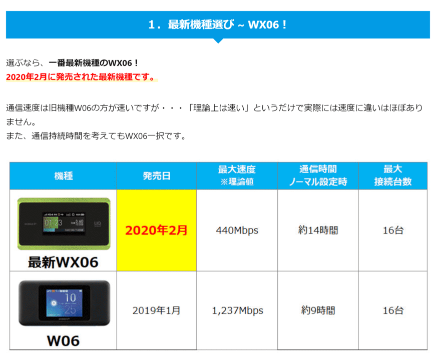 1．最新機種選び ~ WX06！
選ぶなら、一番最新機種のWX06！
2020年2月に発売された最新機種です。
通信速度は旧機種W06の方が速いですが・・・「理論上は速い」というだけで実際には速度に違いはほぼあり
ません。
また、通信持続時間を考えてもWX06一択です。
機種 発売日 最大速度 ※理論値 通信時間 ノーマル設定時 最大 接続台数
最新WX06 2020年2月 440Mbps 約14時間 16台
W06 2019年1月 1,237Mbps 約9時間 16台